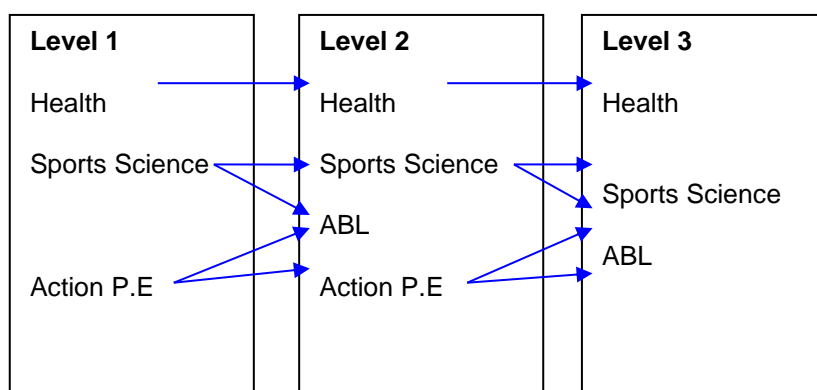 Level 1
Health
Sports Science
Action P.E
Level 2
Health
Sports Science
ABL
Action P.E
Level 3
Health
Sports Science
ABL